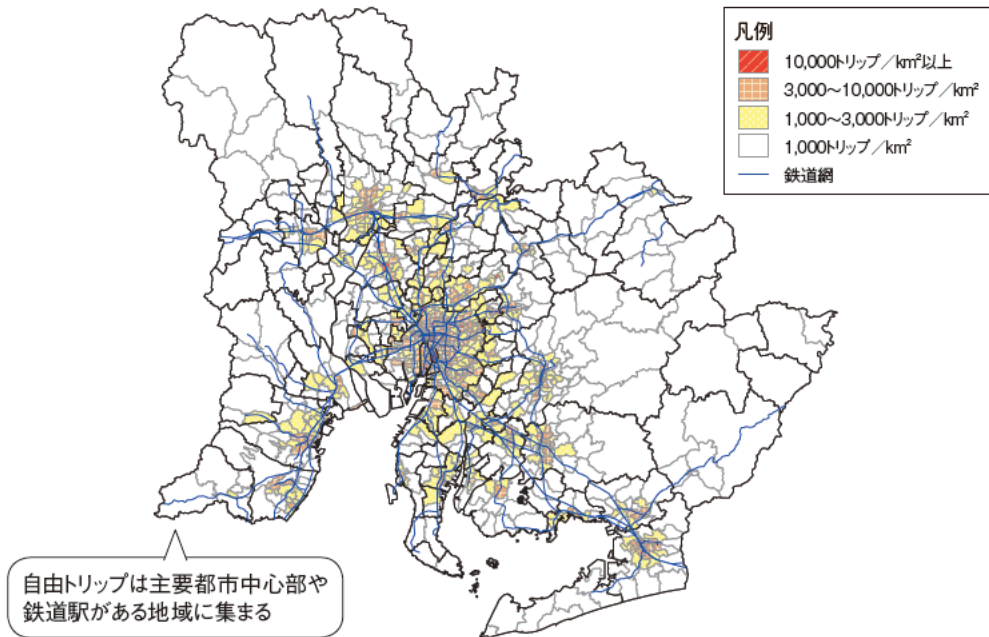 凡例
10,000トリップ／km²以上
3,000〜10,000トリップ／km²
1,000〜3,000トリップ／km²
1,000トリップ／km²
鉄道網
自由トリップは主要都市中心部や
鉄道駅がある地域に集まる